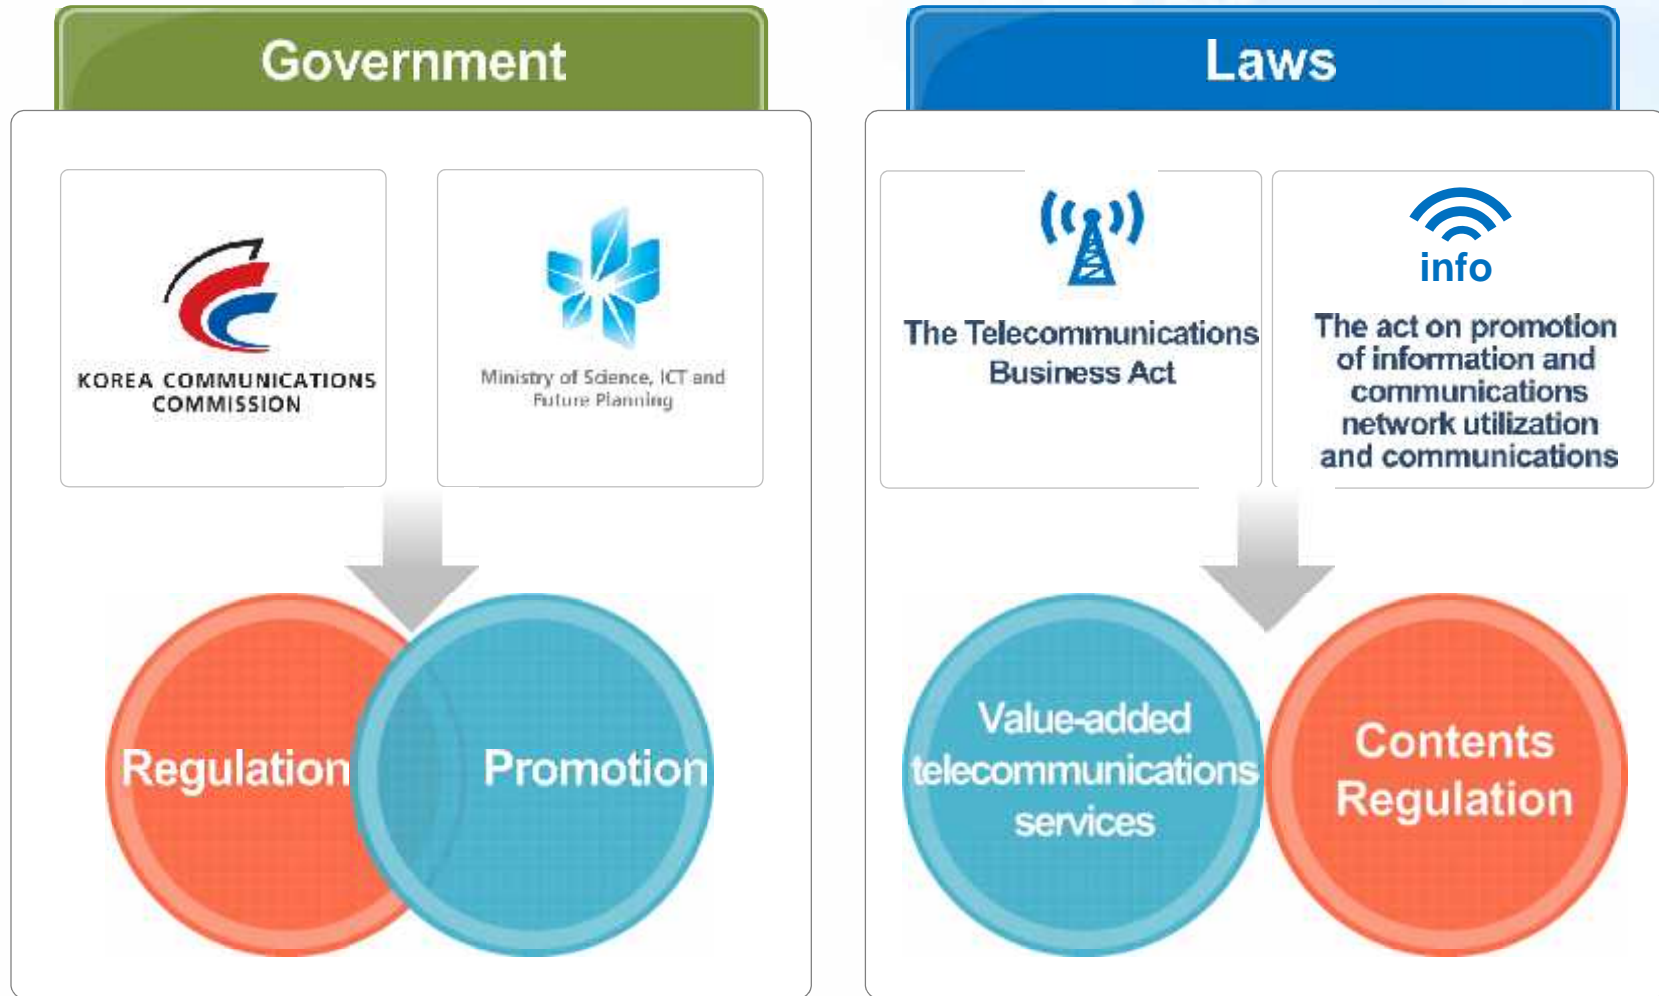 Government
KOREA COMMUNICATIONS
COMMISSION
Ministry of Science, ICT and
Future Planning
Regulation
Promotion
Laws
The Telecommunications
Business Act
info
The act on promotion
of information and
communications
network utilization
and communications
Value-added
telecommunications
services
Contents
Regulation